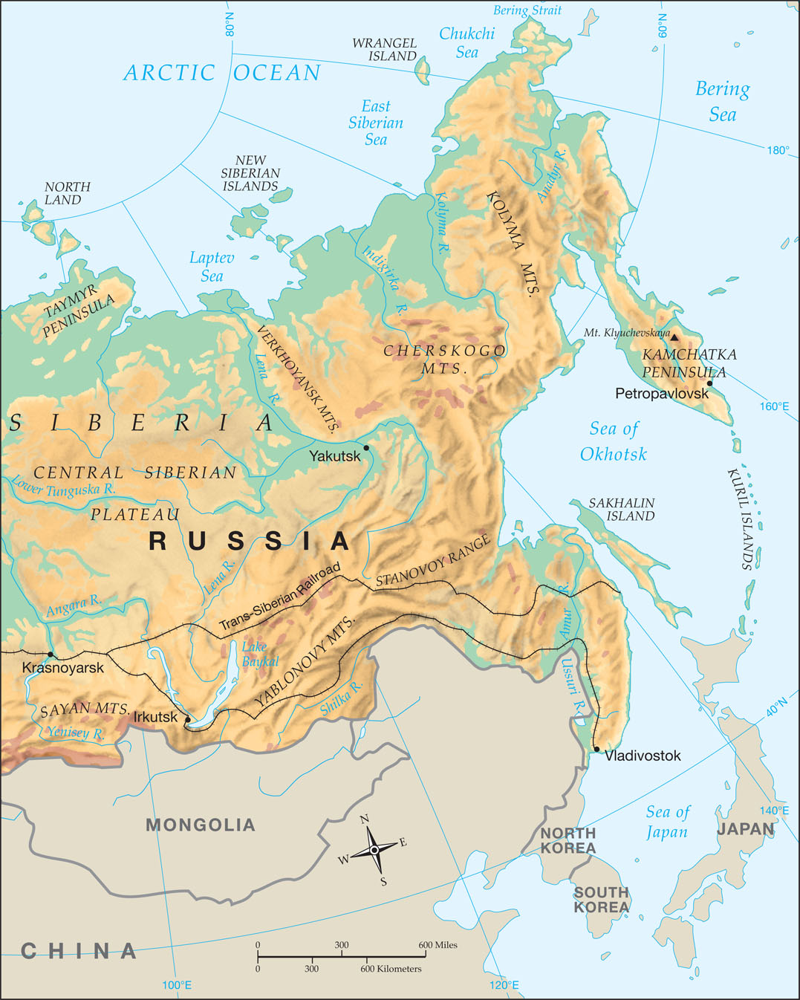 Bering Strait
80°N
60°N
Chukchi
Sea
WRANGEL
ISLAND
ARCTIC OCEAN
Bering
Sea
East
Siberian
Sea
180°
NEW
SIBERIAN
ISLANDS
NORTH
LAND
Anadyr R.
Kolyma R.
KOLYMA MTS.
Laptev
Sea
Indigirka R.
TAYMYR
PENINSULA
VERKHOYANSK MTS.
Lena R.
CHERSKOGO
MTS.
Mt. Klyuchevskaya
KAMCHATKA
PENINSULA
Petropavlovsk
160°E
SIBERIA
Sea of
Okhotsk
Yakutsk
CENTRAL SIBERIAN
PLATEAU
Lower Tunguska R.
KURIL ISLANDS
SAKHALIN
ISLAND
RUSSIA
STANOVOY RANGE
Lena R.
Trans-Siberian Railroad
Angara R.
Amur R.
Lake
Baykal
YABLONOVY MTS.
Krasnoyarsk
Ussuri R.
Shilka R.
SAYAN MTS.
Irkutsk
Yenisey R.
40°N
Vladivostok
MONGOLIA
Sea of
Japan
140°E
JAPAN
NORTH
KOREA
N
E
W
S
SOUTH
KOREA
CHINA
0 300 600 Miles
0 300 600 Kilometers
100°E
120°E